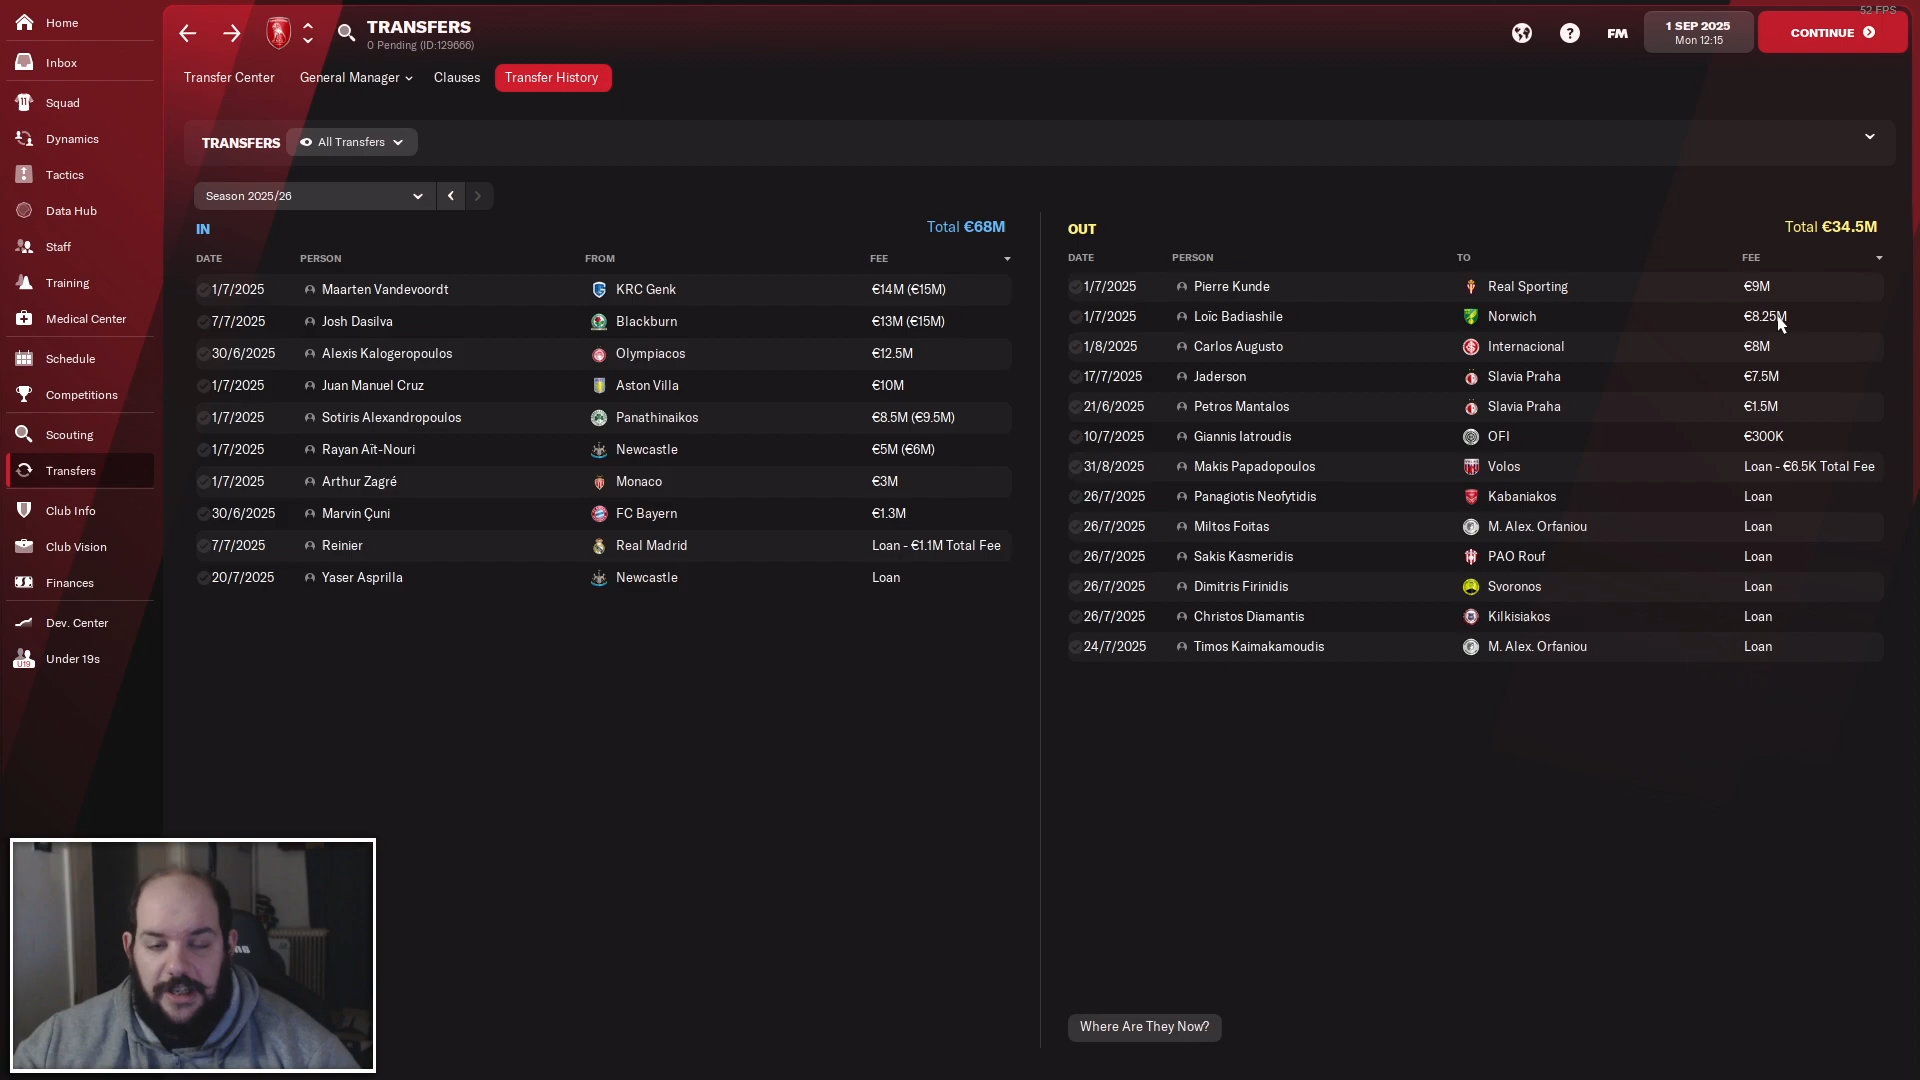 52 FPS
Home
Inbox
Squad
Dynamics
Tactics
Data Hub
Staff
Training
Medical Center
Schedule
Competitions
Scouting
Transfers
Club Info
Club Vision
Finances
Dev. Center
Under 19s
TRANSFERS
0 Pending (ID:129666)
FM
1 SEP 2025
Mon 12:15
CONTINUE
Transfer Center General Manager Clauses Transfer History
TRANSFERS All Transfers
Season 2025/26
IN Total €68M
DATE PERSON FROM FEE
1/7/2025 Maarten Vandevoordt KRC Genk €14M (€15M)
7/7/2025 Josh Dasilva Blackburn €13M (€15M)
30/6/2025 Alexis Kalogeropoulos Olympiacos €12.5M
1/7/2025 Juan Manuel Cruz Aston Villa €10M
1/7/2025 Sotiris Alexandropoulos Panathinaikos €8.5M (€9.5M)
1/7/2025 Rayan Aït-Nouri Newcastle €5M (€6M)
1/7/2025 Arthur Zagré Monaco €3M
30/6/2025 Marvin Çuni FC Bayern €1.3M
7/7/2025 Reinier Real Madrid Loan - €1.1M Total Fee
20/7/2025 Yaser Asprilla Newcastle Loan
OUT Total €34.5M
DATE PERSON TO FEE
1/7/2025 Pierre Kunde Real Sporting €9M
1/7/2025 Loïc Badiashile Norwich €8.25M
1/8/2025 Carlos Augusto Internacional €8M
17/7/2025 Jaderson Slavia Praha €7.5M
21/6/2025 Petros Mantalos Slavia Praha €1.5M
10/7/2025 Giannis Iatroudis OFI €300K
31/8/2025 Makis Papadopoulos Volos Loan - €6.5K Total Fee
26/7/2025 Panagiotis Neofytidis Kabaniakos Loan
26/7/2025 Miltos Foitas M. Alex. Orfaniou Loan
26/7/2025 Sakis Kasmeridis PAO Rouf Loan
26/7/2025 Dimitris Firinidis Svoronos Loan
26/7/2025 Christos Diamantis Kilkisiakos Loan
24/7/2025 Timos Kaimakamoudis M. Alex. Orfaniou Loan
Where Are They Now?